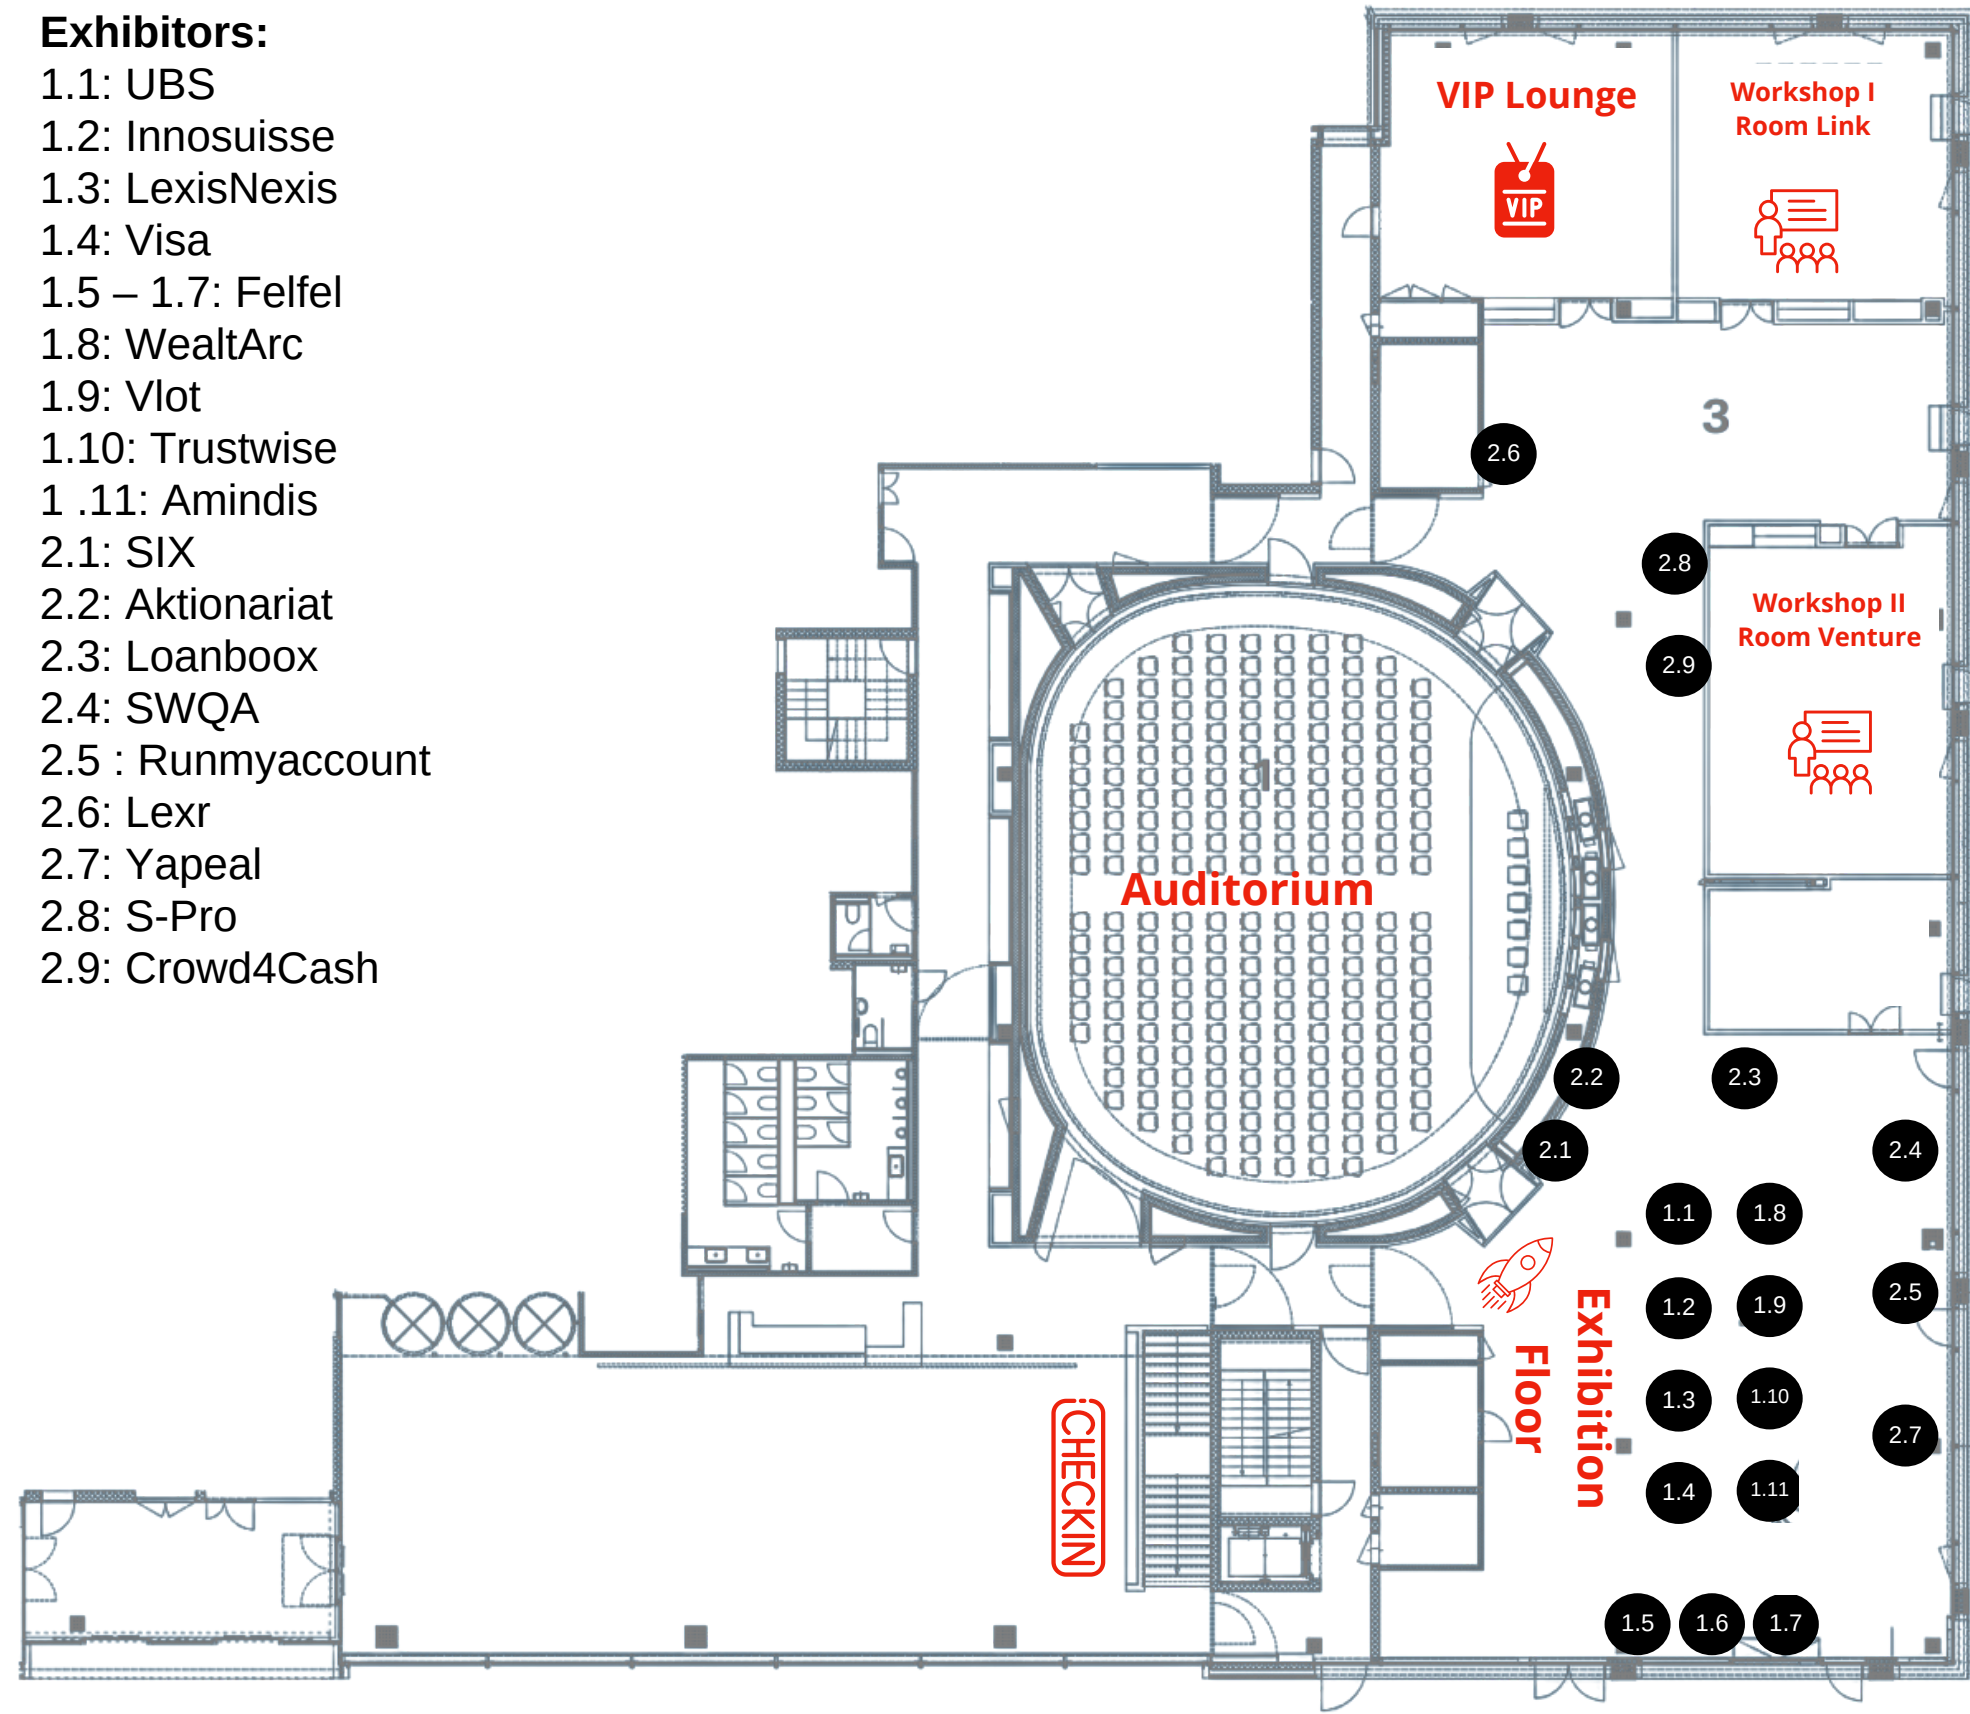 Exhibitors:
1.1: UBS
1.2: Innosuisse
1.3: LexisNexis
1.4: Visa
1.5 – 1.7: Felfel
1.8: WealtArc
1.9: Vlot
1.10: Trustwise
1 .11: Amindis
2.1: SIX
2.2: Aktionariat
2.3: Loanboox
2.4: SWQA
2.5 : Runmyaccount
2.6: Lexr
2.7: Yapeal
2.8: S-Pro
2.9: Crowd4Cash
VIP Lounge
VIP
Workshop I
Room Link
3
2.6
2.8
Workshop II
Room Venture
2.9
1
Auditorium
2.2
2.3
2.1
2.4
1.1
1.8
2.5
1.2
1.9
Exhibition
Floor
1.3
1.10
2.7
CHECKIN
1.4
1.11
1.5
1.6
1.7